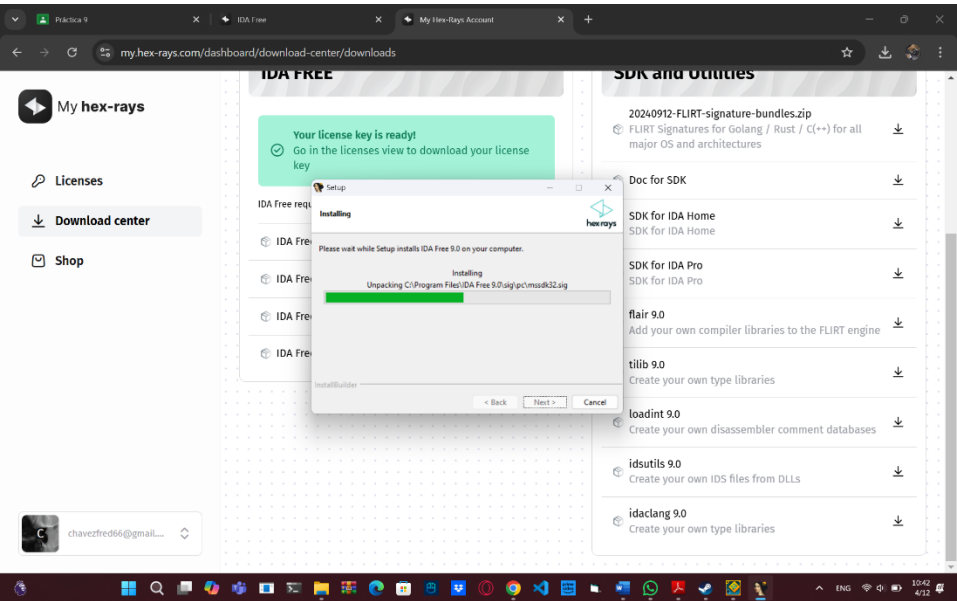 Práctica 9
IDA Free
My Hex-Rays Account
my.hex-rays.com/dashboard/download-center/downloads
My hex-rays
Licenses
Download center
Shop
chavezfred66@gmail....
C
IDA FREE
Your license key is ready!
Go in the licenses view to download your license
key
IDA Free requ
IDA Fre
IDA Fre
IDA Fre
IDA Fre
Setup
Installing
hex rays
Please wait while Setup installs IDA Free 9.0 on your computer.
Installing
Unpacking C:\Program Files\IDA Free 9.0\sig\pc\mssdk32.sig
InstallBuilder
< Back
Next >
Cancel
SDK and Utilities
20240912-FLIRT-signature-bundles.zip
FLIRT Signatures for Golang / Rust / C(++) for all
major OS and architectures
Doc for SDK
SDK for IDA Home
SDK for IDA Home
SDK for IDA Pro
SDK for IDA Pro
flair 9.0
Add your own compiler libraries to the FLIRT engine
tilib 9.0
Create your own type libraries
loadint 9.0
Create your own disassembler comment databases
idsutils 9.0
Create your own IDS files from DLLs
idaclang 9.0
Create your own type libraries
ENG
10:42
4/12